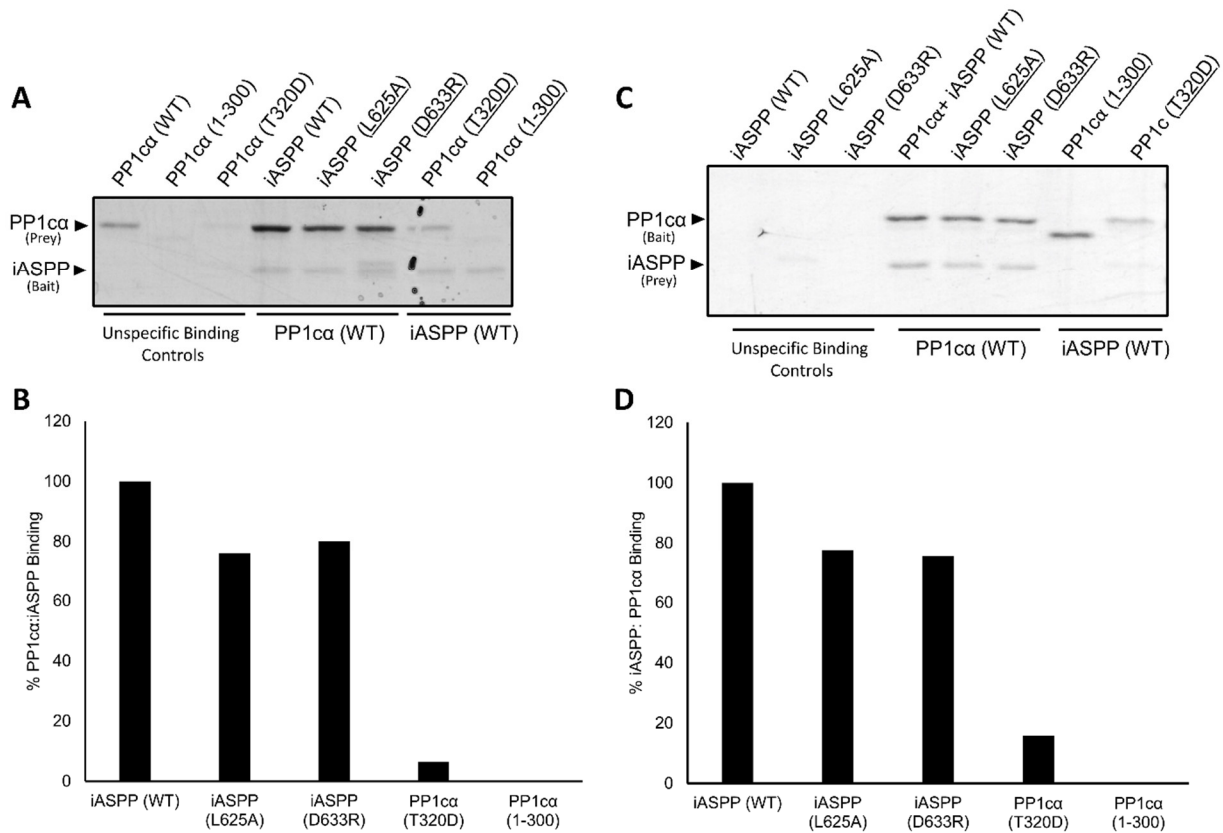 A
PP1cα (WT)
PP1cα (1-300)
PP1cα (T320D)
iASPP (WT)
iASPP (L625A)
iASPP (D633R)
PP1cα (T320D)
PP1cα (1-300)
PP1cα
(Prey)
iASPP
(Bait)
Unspecific Binding
Controls
PP1cα (WT)
iASPP (WT)
C
iASPP (WT)
iASPP (L625A)
iASPP (D633R)
PP1cα+ iASPP (WT)
iASPP (L625A)
iASPP (D633R)
PP1cα (1-300)
PP1c (T320D)
PP1cα
(Bait)
iASPP
(Prey)
Unspecific Binding
Controls
PP1cα (WT)
iASPP (WT)
B
% PP1cα:iASPP Binding
120
100
80
60
40
20
0
iASPP (WT)
iASPP
(L625A)
iASPP
(D633R)
PP1cα
(T320D)
PP1cα
(1-300)
D
% iASPP: PP1cα Binding
120
100
80
60
40
20
0
iASPP (WT)
iASPP
(L625A)
iASPP
(D633R)
PP1cα
(T320D)
PP1cα
(1-300)